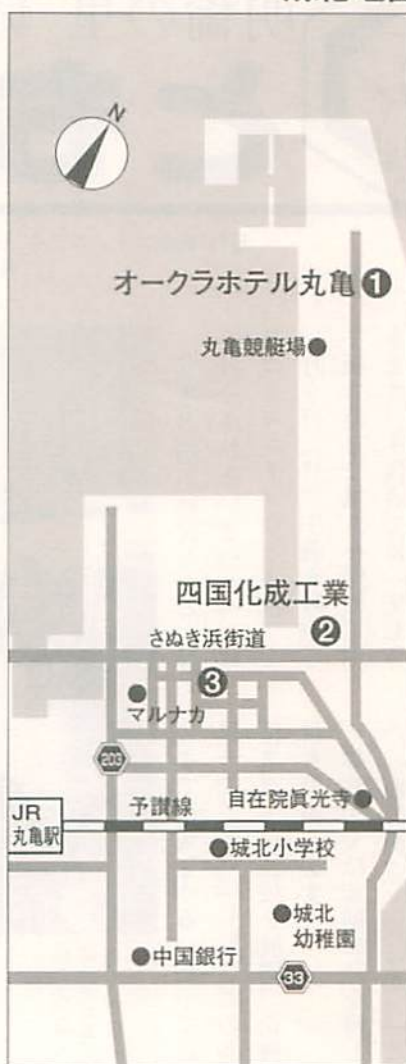 N
オークラホテル丸亀❶
丸亀競艇場●
四国化成工業
❷
さぬき浜街道
❸
マルナカ
203
JR
丸亀駅
予讃線
自在院眞光寺●
●城北小学校
●城北
幼稚園
●中国銀行
33